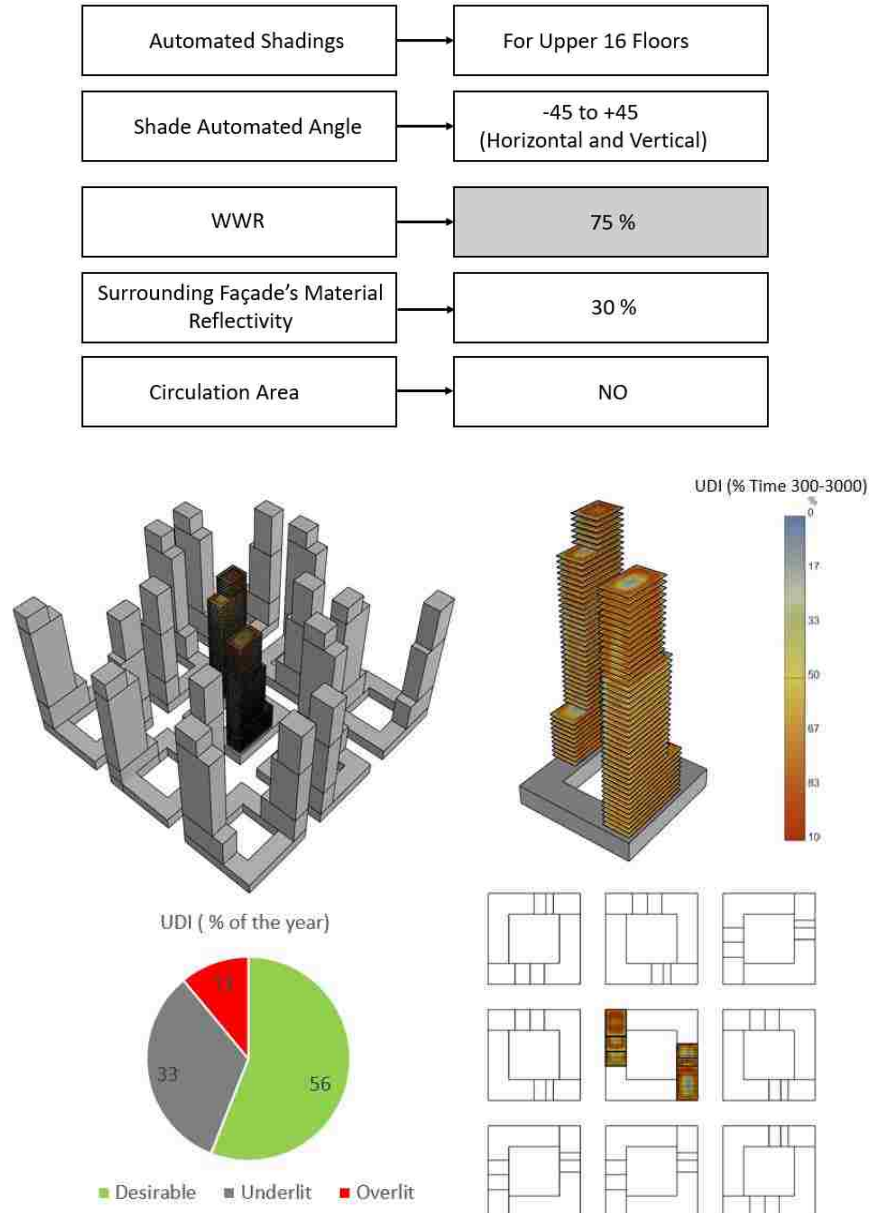 Automated Shadings
For Upper 16 Floors
Shade Automated Angle
-45 to +45
(Horizontal and Vertical)
WWR
75 %
Surrounding Façade's Material
Reflectivity
30 %
Circulation Area
NO
UDI (% Time 300-3000)
%
0
17
33
50
67
83
10
UDI ( % of the year)
11
33
56
Desirable
Underlit
Overlit